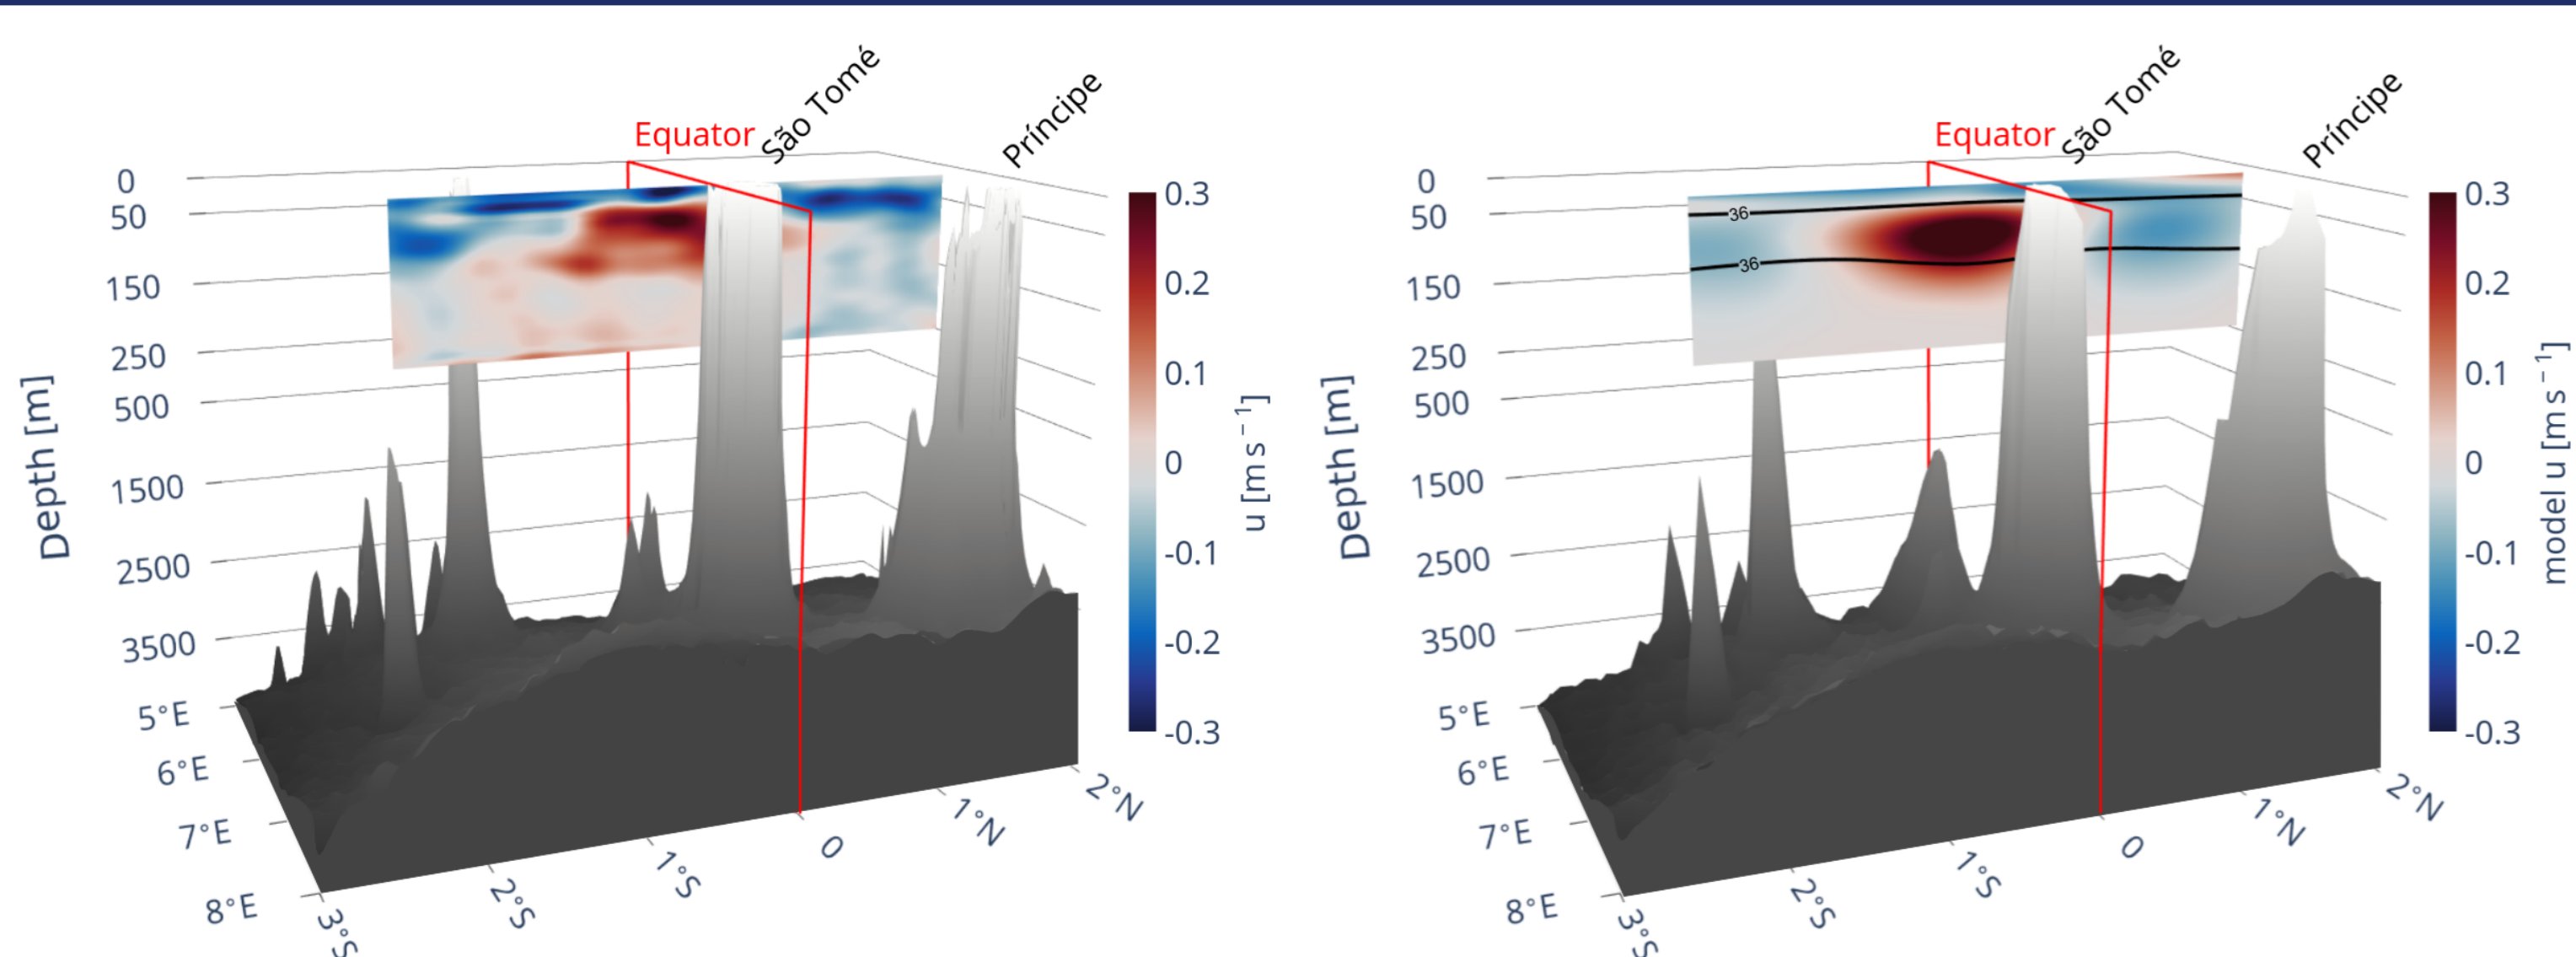 Equator
São Tomé
Príncipe
0
50
150
250
500
1500
2500
3500
Depth [m]
5°E
6°E
7°E
8°E
3°S
2°S
1°S
0
1°N
2°N
0.3
0.2
0.1
0
-0.1
-0.2
-0.3
u [m s⁻¹]
Equator
São Tomé
Príncipe
0
50
150
250
500
1500
2500
3500
Depth [m]
36
36
5°E
6°E
7°E
8°E
3°S
2°S
1°S
0
1°N
2°N
0.3
0.2
0.1
0
-0.1
-0.2
-0.3
model u [m s⁻¹]